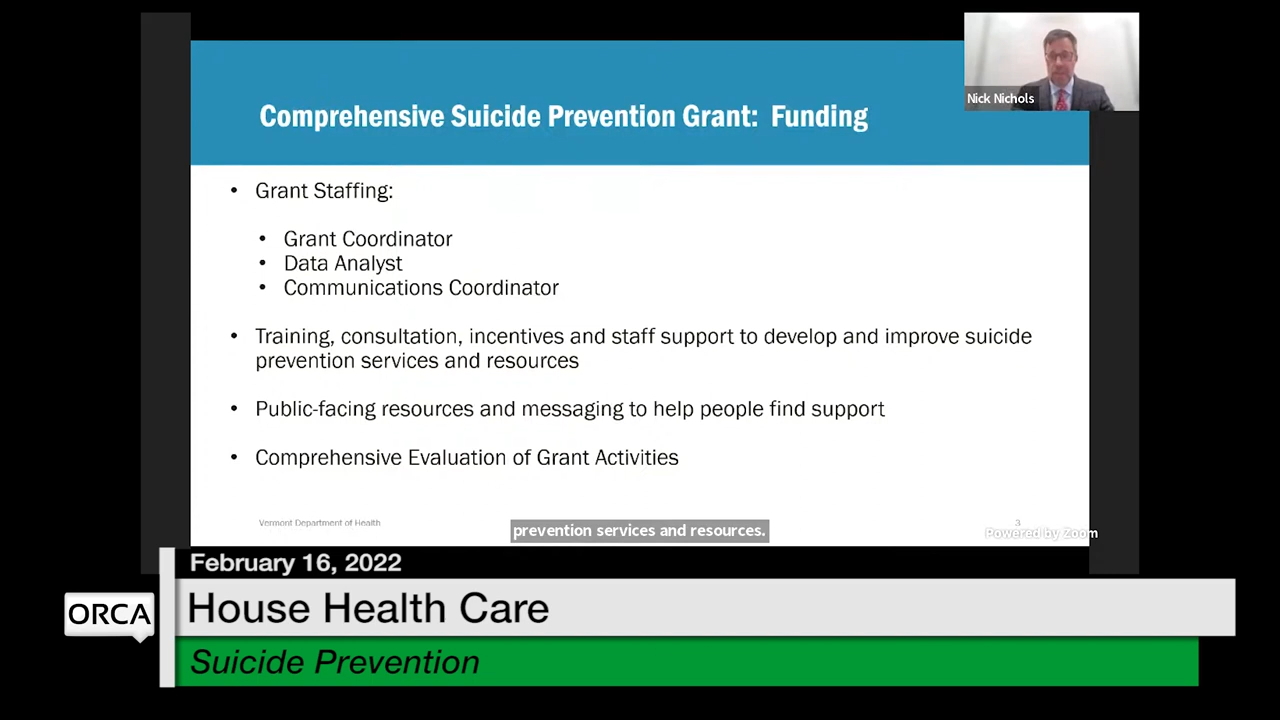 Nick Nichols
Comprehensive Suicide Prevention Grant: Funding
• Grant Staffing:
• Grant Coordinator
• Data Analyst
• Communications Coordinator
• Training, consultation, incentives and staff support to develop and improve suicide
prevention services and resources
• Public-facing resources and messaging to help people find support
• Comprehensive Evaluation of Grant Activities
Vermont Department of Health
3
prevention services and resources.
Powered by Zoom
February 16, 2022
ORCA
House Health Care
Suicide Prevention